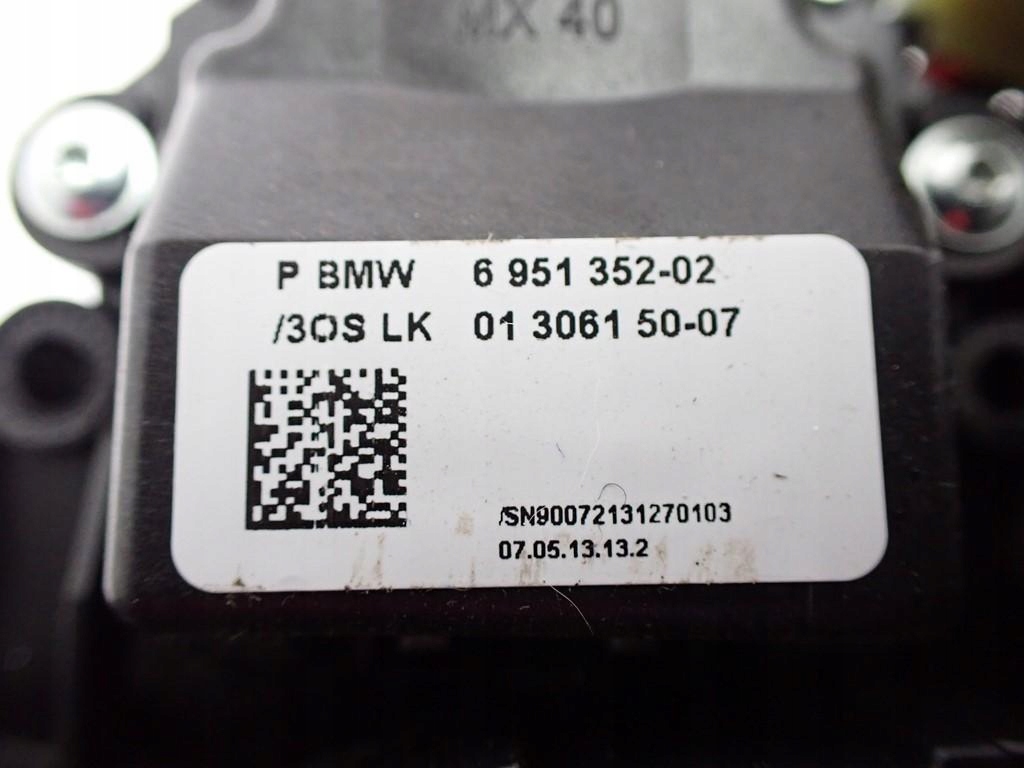 MX 40
P BMW 6 951 352-02
/3OS LK 01 3061 50-07
/SN90072131270103
07.05.13.13.2